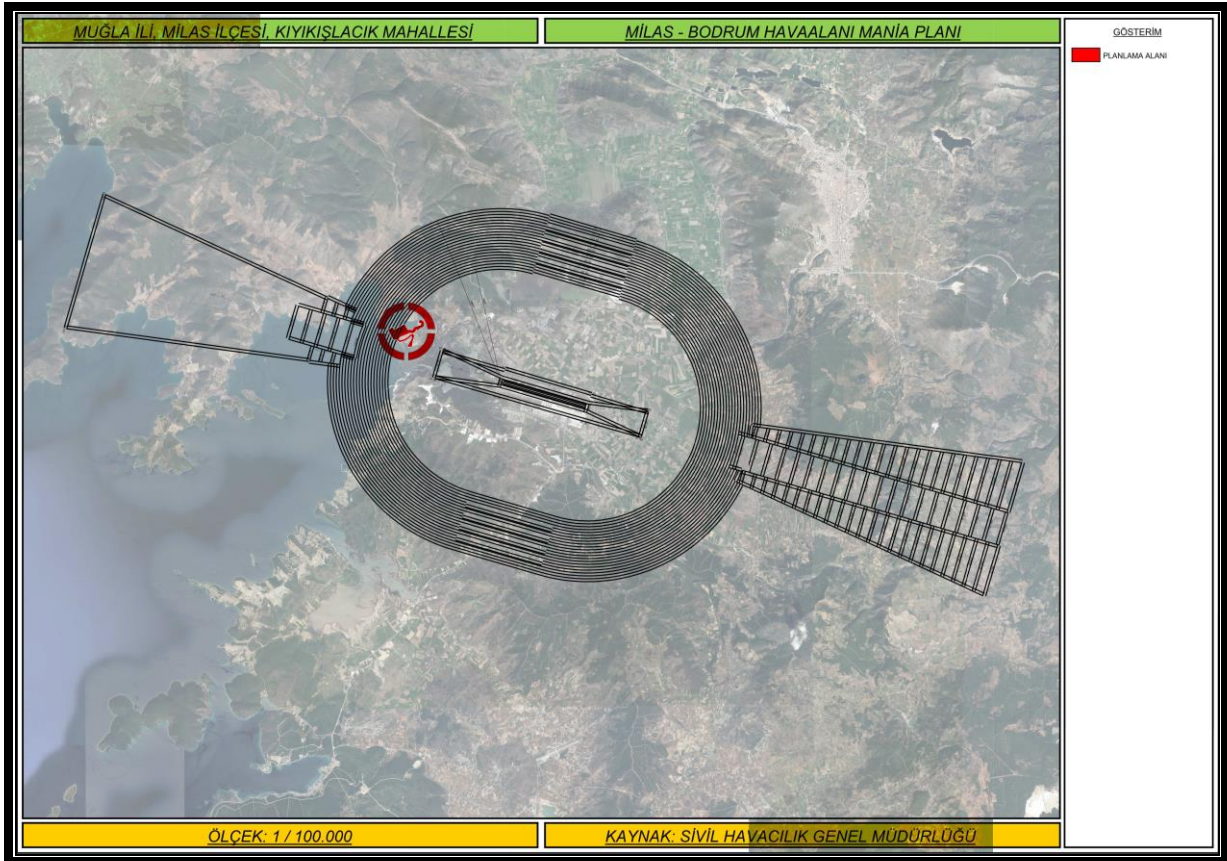 MUĞLA İLİ, MİLAS İLÇESİ, KIYIKIŞLACIK MAHALLESİ
MİLAS - BODRUM HAVAALANI MANİA PLANI
GÖSTERİM
PLANLAMA ALANI
ÖLÇEK: 1 / 100.000
KAYNAK: SİVİL HAVACILIK GENEL MÜDÜRLÜĞÜ